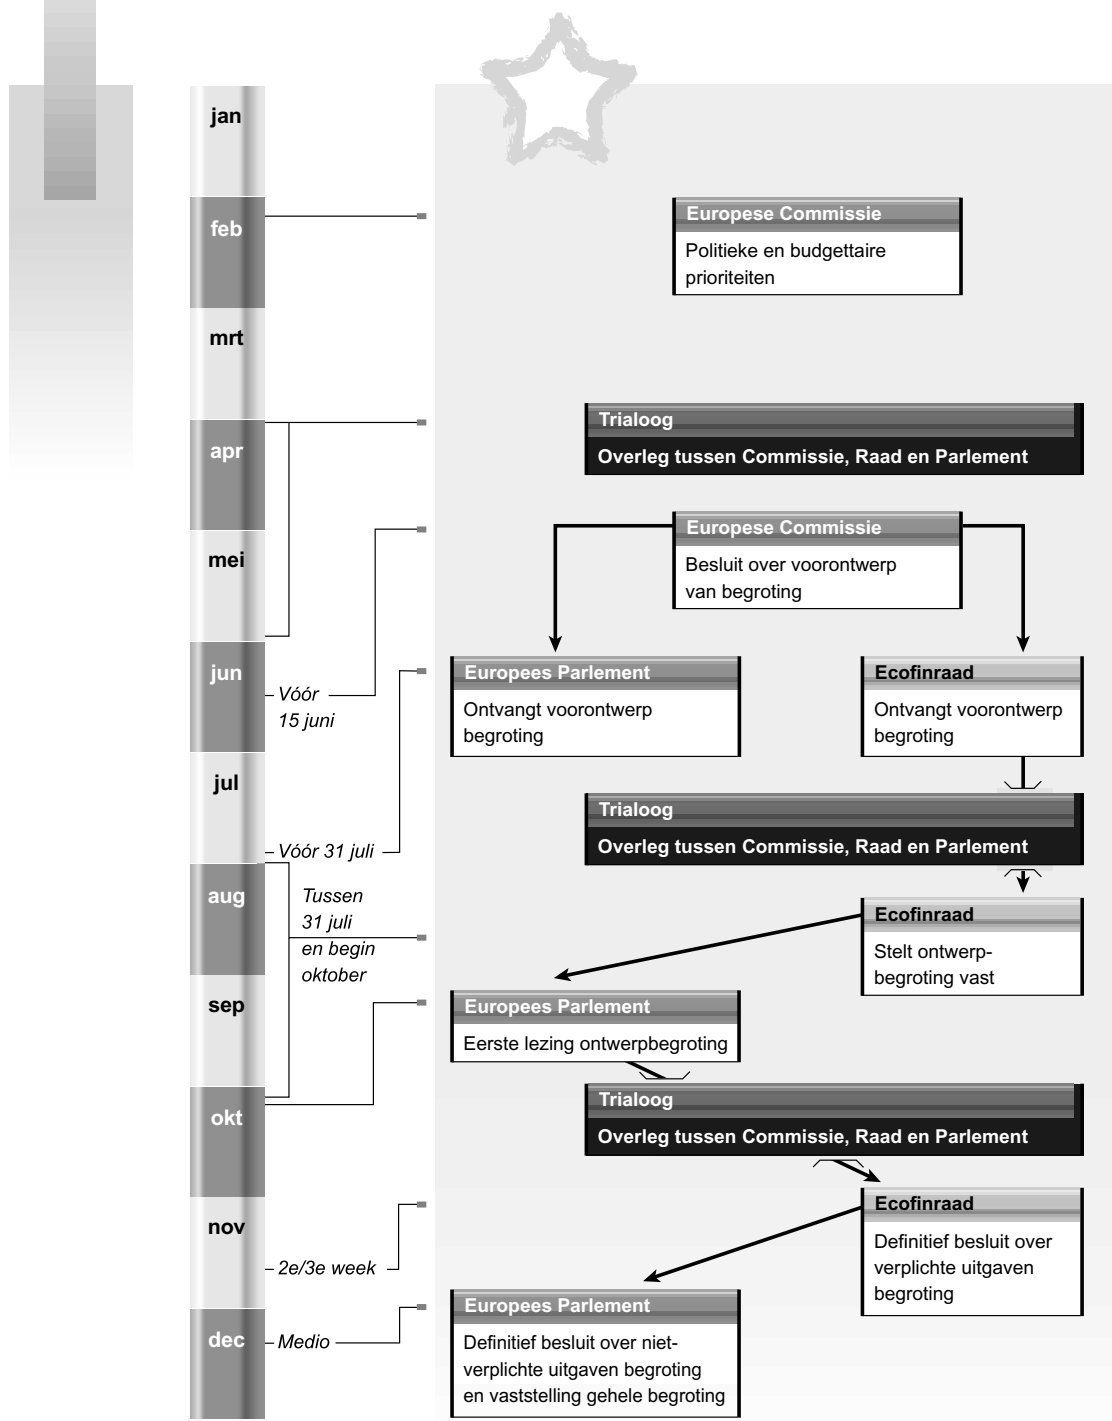 jan
feb
mrt
apr
mei
jun
jul
aug
sep
okt
nov
dec
Vóór
15 juni
Vóór 31 juli
Tussen
31 juli
en begin
oktober
2e/3e week
Medio
Europese Commissie
Politieke en budgettaire
prioriteiten
Trialoog
Overleg tussen Commissie, Raad en Parlement
Europese Commissie
Besluit over voorontwerp
van begroting
Europees Parlement
Ontvangt voorontwerp
begroting
Ecofinraad
Ontvangt voorontwerp
begroting
Trialoog
Overleg tussen Commissie, Raad en Parlement
Ecofinraad
Stelt ontwerp-
begroting vast
Europees Parlement
Eerste lezing ontwerpbegroting
Trialoog
Overleg tussen Commissie, Raad en Parlement
Ecofinraad
Definitief besluit over
verplichte uitgaven
begroting
Europees Parlement
Definitief besluit over niet-
verplichte uitgaven begroting
en vaststelling gehele begroting